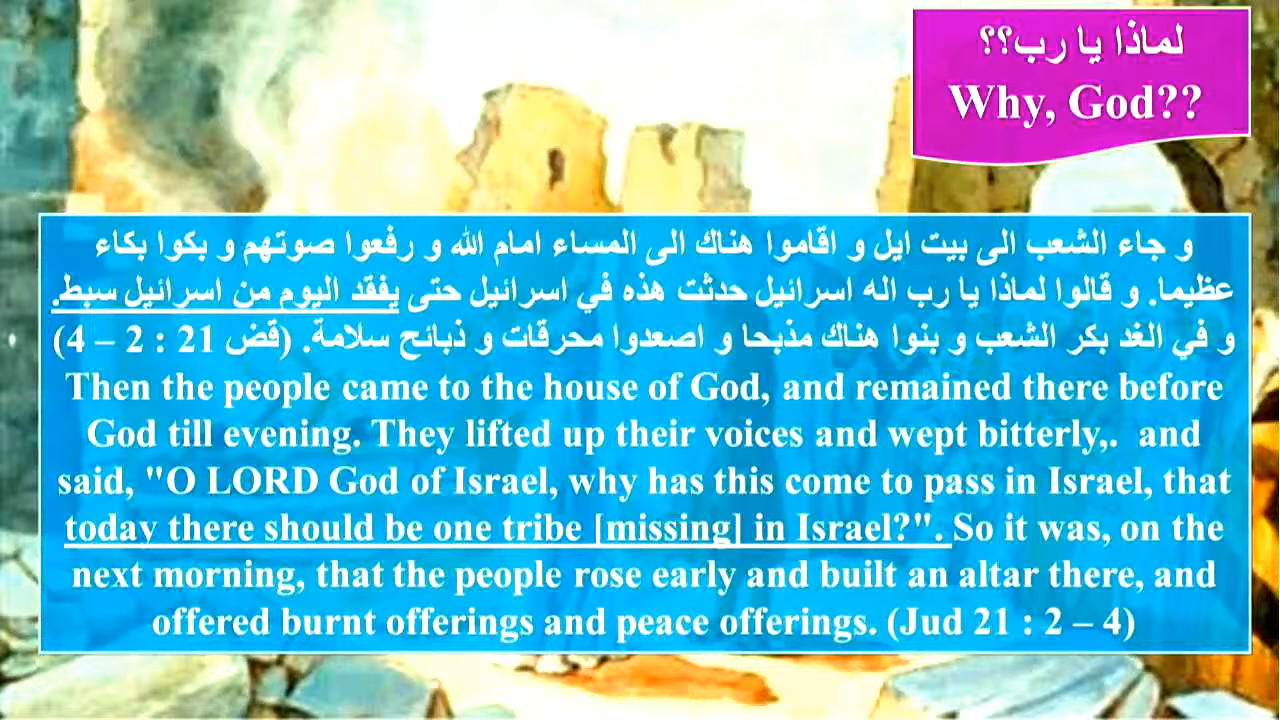 لماذا يا رب؟؟
Why, God??
و جاء الشعب الى بيت ايل و اقاموا هناك الى المساء امام الله و رفعوا صوتهم و بكوا بكاء
عظيما. و قالوا لماذا يا رب اله اسرائيل حدثت هذه في اسرائيل حتى يفقد اليوم من اسرائيل سبط.
و في الغد بكر الشعب و بنوا هناك مذبحا و اصعدوا محرقات و ذبائح سلامة. (قض 21 : 2 – 4)
Then the people came to the house of God, and remained there before
God till evening. They lifted up their voices and wept bitterly,.  and
said, "O LORD God of Israel, why has this come to pass in Israel, that
today there should be one tribe [missing] in Israel?". So it was, on the
next morning, that the people rose early and built an altar there, and
offered burnt offerings and peace offerings. (Jud 21 : 2 – 4)